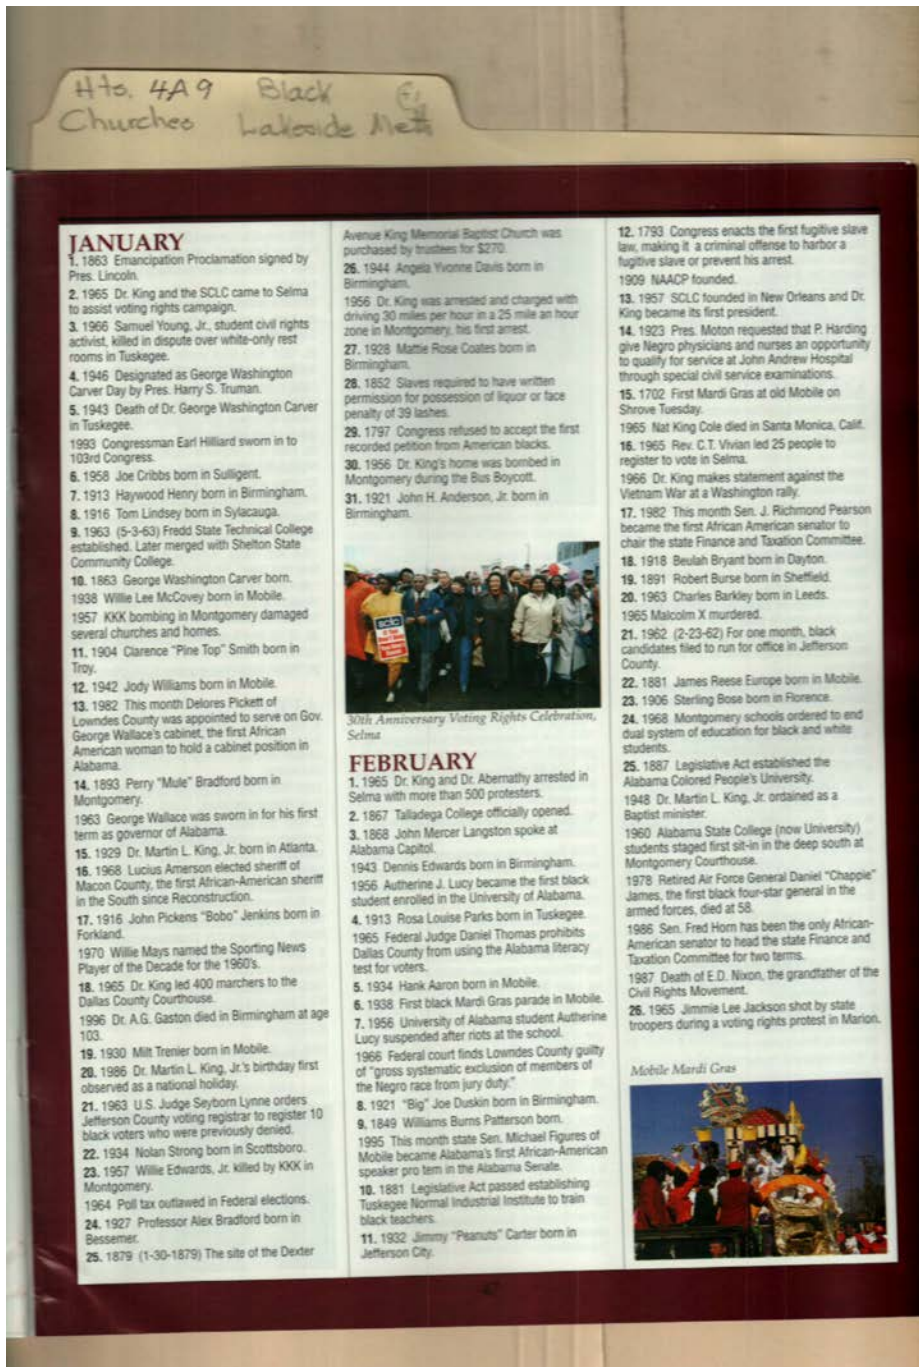 Hts. 4A9 Black
Churches Lakeside Meth
JANUARY
1. 1863 Emancipation Proclamation signed by
Pres. Lincoln.
2. 1965 Dr. King and the SCLC came to Selma
to assist voting rights campaign.
3. 1966 Samuel Young, Jr., student civil rights
activist, killed in dispute over white-only rest
rooms in Tuskegee.
4. 1946 Designated as George Washington
Carver Day by Pres. Harry S. Truman.
5. 1943 Death of Dr. George Washington Carver
in Tuskegee.
1993 Congressman Earl Hilliard sworn in to
103rd Congress.
6. 1958 Joe Cribbs born in Sulligent.
7. 1913 Haywood Henry born in Birmingham.
8. 1916 Tom Lindsey born in Sylacauga.
9. 1963 (5-3-63) Fredd State Technical College
established. Later merged with Shelton State
Community College.
10. 1863 George Washington Carver born.
1938 Willie Lee McCovey born in Mobile.
1957 KKK bombing in Montgomery damaged
several churches and homes.
11. 1904 Clarence "Pine Top" Smith born in
Troy.
12. 1942 Jody Williams born in Mobile.
13. 1982 This month Delores Pickett of
Lowndes County was appointed to serve on Gov.
George Wallace's cabinet, the first African
American woman to hold a cabinet position in
Alabama.
14. 1893 Perry "Mule" Bradford born in
Montgomery.
1963 George Wallace was sworn in for his first
term as governor of Alabama.
15. 1929 Dr. Martin L. King, Jr. born in Atlanta.
16. 1968 Lucius Amerson elected sheriff of
Macon County, the first African-American sheriff
in the South since Reconstruction.
17. 1916 John Pickens "Bobo" Jenkins born in
Forkland.
1970 Willie Mays named the Sporting News
Player of the Decade for the 1960's.
18. 1965 Dr. King led 400 marchers to the
Dallas County Courthouse.
1996 Dr. A.G. Gaston died in Birmingham at age
103.
19. 1930 Milt Trenier born in Mobile.
20. 1986 Dr. Martin L. King, Jr.'s birthday first
observed as a national holiday.
21. 1963 U.S. Judge Seyborn Lynne orders
Jefferson County voting registrar to register 10
black voters who were previously denied.
22. 1934 Nolan Strong born in Scottsboro.
23. 1957 Willie Edwards, Jr. killed by KKK in
Montgomery.
1964 Poll tax outlawed in Federal elections.
24. 1927 Professor Alex Bradford born in
Bessemer.
25. 1879 (1-30-1879) The site of the Dexter
Avenue King Memorial Baptist Church was
purchased by trustees for $270.
26. 1944 Angela Yvonne Davis born in
Birmingham.
1956 Dr. King was arrested and charged with
driving 30 miles per hour in a 25 mile an hour
zone in Montgomery, his first arrest.
27. 1928 Mattie Rose Coates born in
Birmingham.
28. 1852 Slaves required to have written
permission for possession of liquor or face
penalty of 39 lashes.
29. 1797 Congress refused to accept the first
recorded petition from American blacks.
30. 1956 Dr. King's home was bombed in
Montgomery during the Bus Boycott.
31. 1921 John H. Anderson, Jr. born in
Birmingham.
sclc
30th Anniversary Voting Rights Celebration,
Selma
FEBRUARY
1. 1965 Dr. King and Dr. Abernathy arrested in
Selma with more than 500 protesters.
2. 1867 Talladega College officially opened.
3. 1868 John Mercer Langston spoke at
Alabama Capitol.
1943 Dennis Edwards born in Birmingham.
1956 Autherine J. Lucy became the first black
student enrolled in the University of Alabama.
4. 1913 Rosa Louise Parks born in Tuskegee.
1965 Federal Judge Daniel Thomas prohibits
Dallas County from using the Alabama literacy
test for voters.
5. 1934 Hank Aaron born in Mobile.
6. 1938 First black Mardi Gras parade in Mobile.
7. 1956 University of Alabama student Autherine
Lucy suspended after riots at the school.
1966 Federal court finds Lowndes County guilty
of "gross systematic exclusion of members of
the Negro race from jury duty."
8. 1921 "Big" Joe Duskin born in Birmingham.
9. 1849 Williams Burns Patterson born.
1995 This month state Sen. Michael Figures of
Mobile became Alabama's first African-American
speaker pro tem in the Alabama Senate.
10. 1881 Legislative Act passed establishing
Tuskegee Normal Industrial Institute to train
black teachers.
11. 1932 Jimmy "Peanuts" Carter born in
Jefferson City.
12. 1793 Congress enacts the first fugitive slave
law, making it a criminal offense to harbor a
fugitive slave or prevent his arrest.
1909 NAACP founded.
13. 1957 SCLC founded in New Orleans and Dr.
King became its first president.
14. 1923 Pres. Moton requested that P. Harding
give Negro physicians and nurses an opportunity
to qualify for service at John Andrew Hospital
through special civil service examinations.
15. 1702 First Mardi Gras at old Mobile on
Shrove Tuesday.
1965 Nat King Cole died in Santa Monica, Calif.
16. 1965 Rev. C.T. Vivian led 25 people to
register to vote in Selma.
1966 Dr. King makes statement against the
Vietnam War at a Washington rally.
17. 1982 This month Sen. J. Richmond Pearson
became the first African American senator to
chair the state Finance and Taxation Committee.
18. 1918 Beulah Bryant born in Dayton.
19. 1891 Robert Burse born in Sheffield.
20. 1963 Charles Barkley born in Leeds.
1965 Malcolm X murdered.
21. 1962 (2-23-62) For one month, black
candidates filed to run for office in Jefferson
County.
22. 1881 James Reese Europe born in Mobile.
23. 1906 Sterling Bose born in Florence.
24. 1968 Montgomery schools ordered to end
dual system of education for black and white
students.
25. 1887 Legislative Act established the
Alabama Colored People's University.
1948 Dr. Martin L. King, Jr. ordained as a
Baptist minister.
1960 Alabama State College (now University)
students staged first sit-in in the deep south at
Montgomery Courthouse.
1978 Retired Air Force General Daniel "Chappie"
James, the first black four-star general in the
armed forces, died at 58.
1986 Sen. Fred Horn has been the only African-
American senator to head the state Finance and
Taxation Committee for two terms.
1987 Death of E.D. Nixon, the grandfather of the
Civil Rights Movement.
26. 1965 Jimmie Lee Jackson shot by state
troopers during a voting rights protest in Marion.
Mobile Mardi Gras